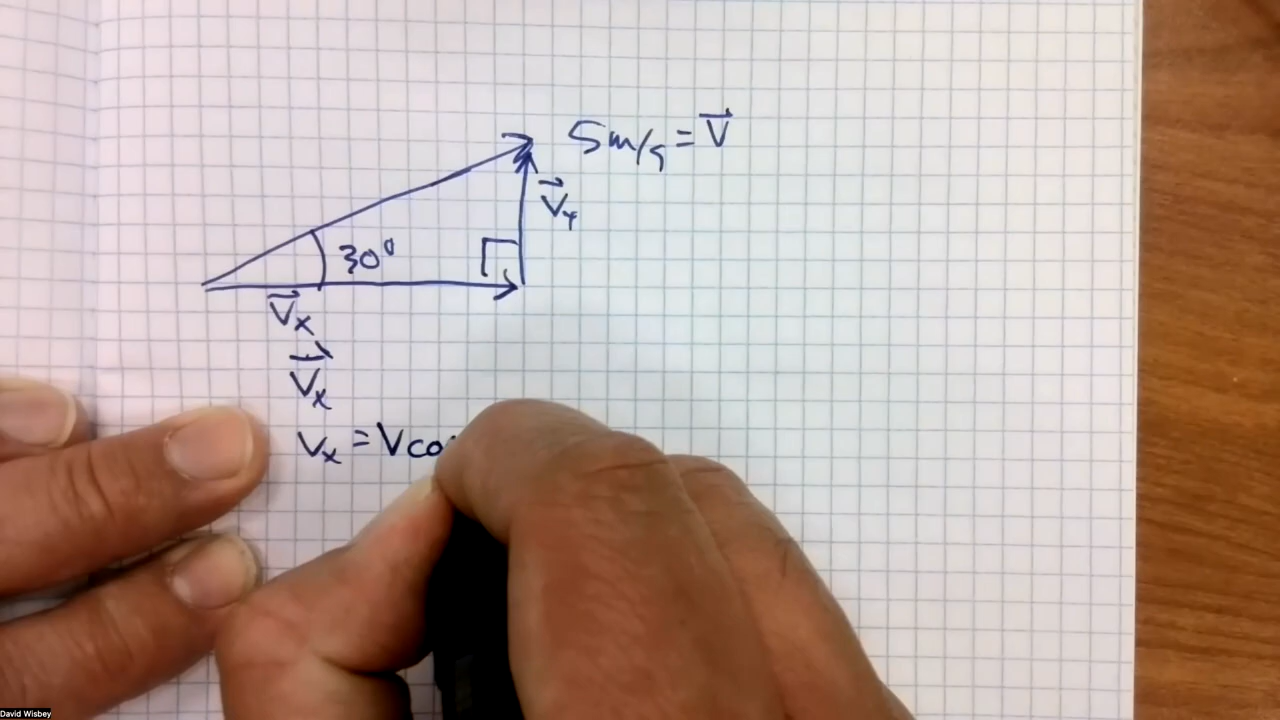 5m/s = V⃗
V⃗y
30°
V⃗x
V⃗x
Vx = Vco
David Wisbey